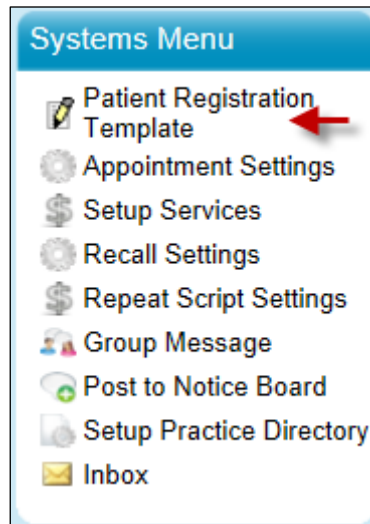 Systems Menu
Patient Registration
Template
Appointment Settings
Setup Services
Recall Settings
Repeat Script Settings
Group Message
Post to Notice Board
Setup Practice Directory
Inbox